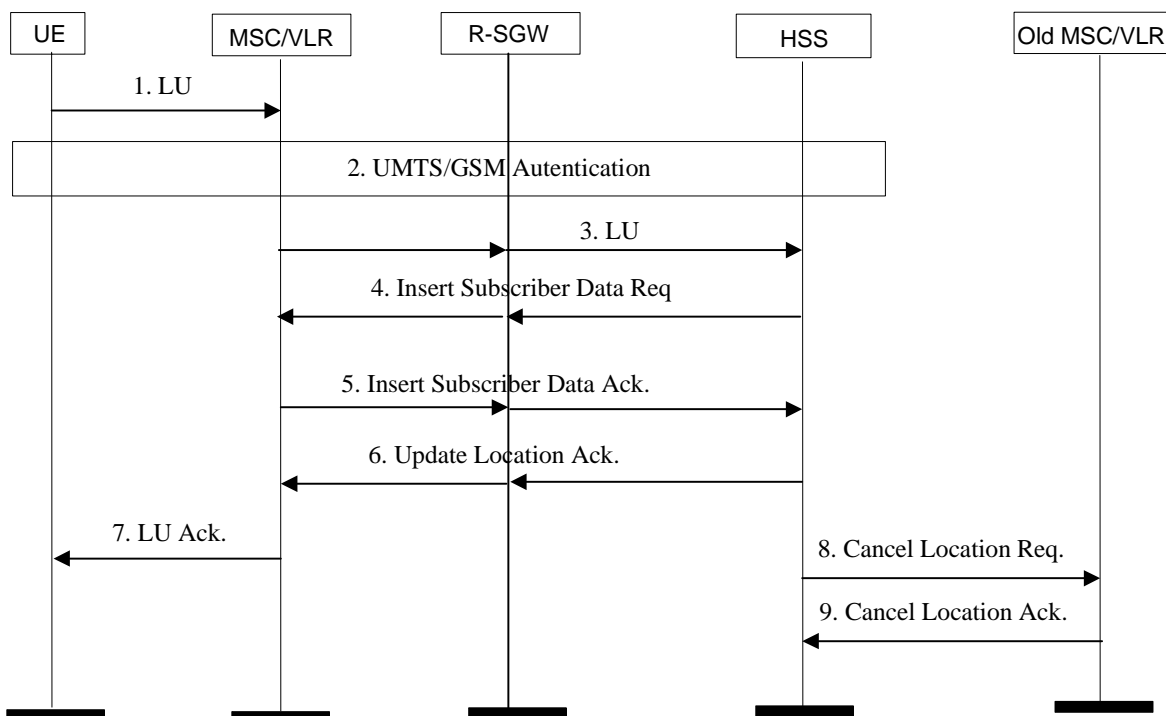 UE
MSC/VLR
R-SGW
HSS
Old MSC/VLR
1. LU
2. UMTS/GSM Autentication
3. LU
4. Insert Subscriber Data Req
5. Insert Subscriber Data Ack.
6. Update Location Ack.
7. LU Ack.
8. Cancel Location Req.
9. Cancel Location Ack.